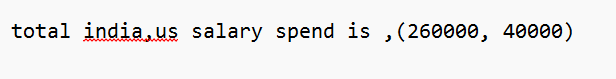 total india,us salary spend is ,(260000, 40000)